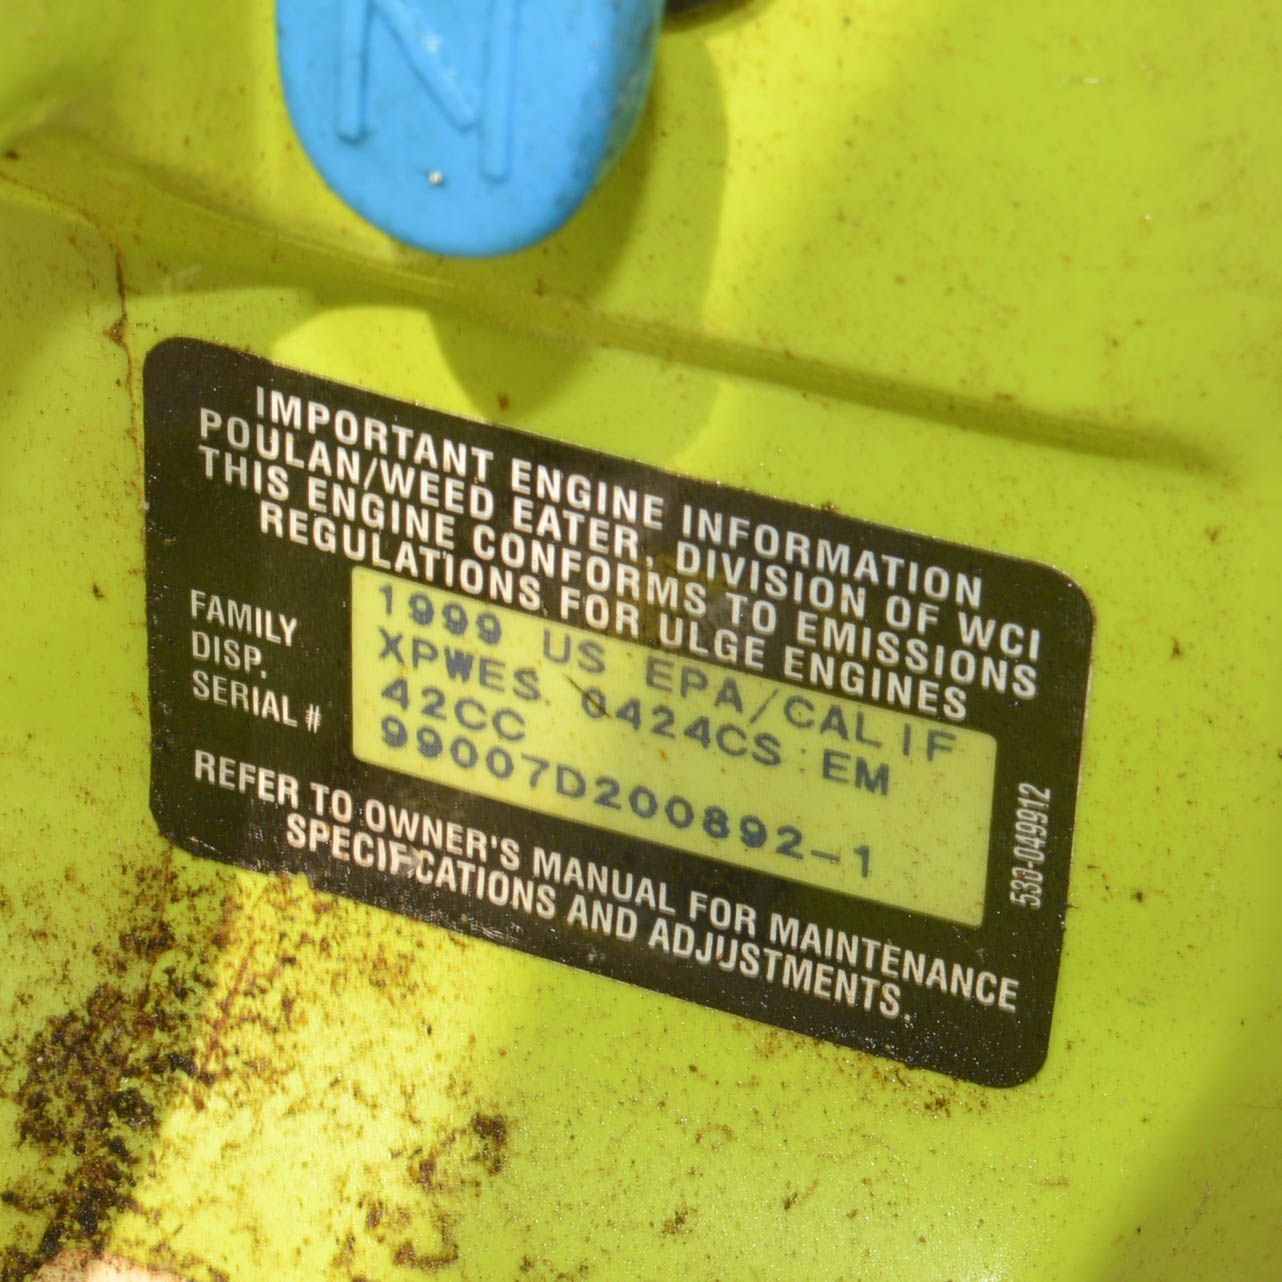 N
IMPORTANT ENGINE INFORMATION
POULAN/WEED EATER, DIVISION OF WCI
THIS ENGINE CONFORMS TO EMISSIONS
REGULATIONS FOR ULGE ENGINES
1999 US EPA/CALIF
FAMILY XPWES. 0424CS EM
DISP. 42CC
SERIAL # 99007D200892-1
REFER TO OWNER'S MANUAL FOR MAINTENANCE
SPECIFICATIONS AND ADJUSTMENTS.
530-049912